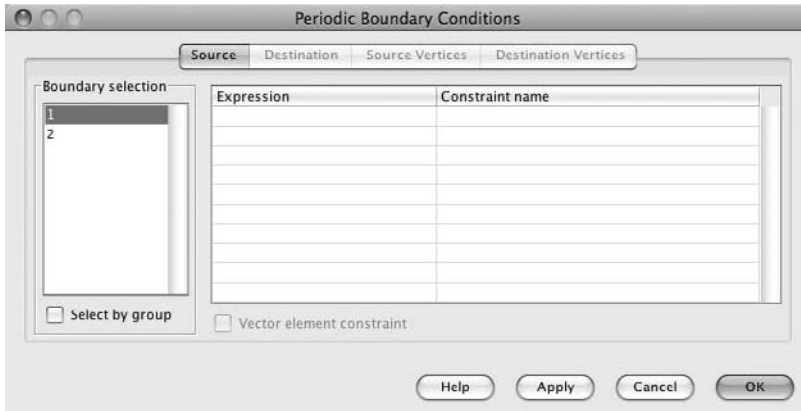 Periodic Boundary Conditions
Source Destination Source Vertices Destination Vertices
Boundary selection
1
2
Select by group
Expression Constraint name
Vector element constraint
Help Apply Cancel OK